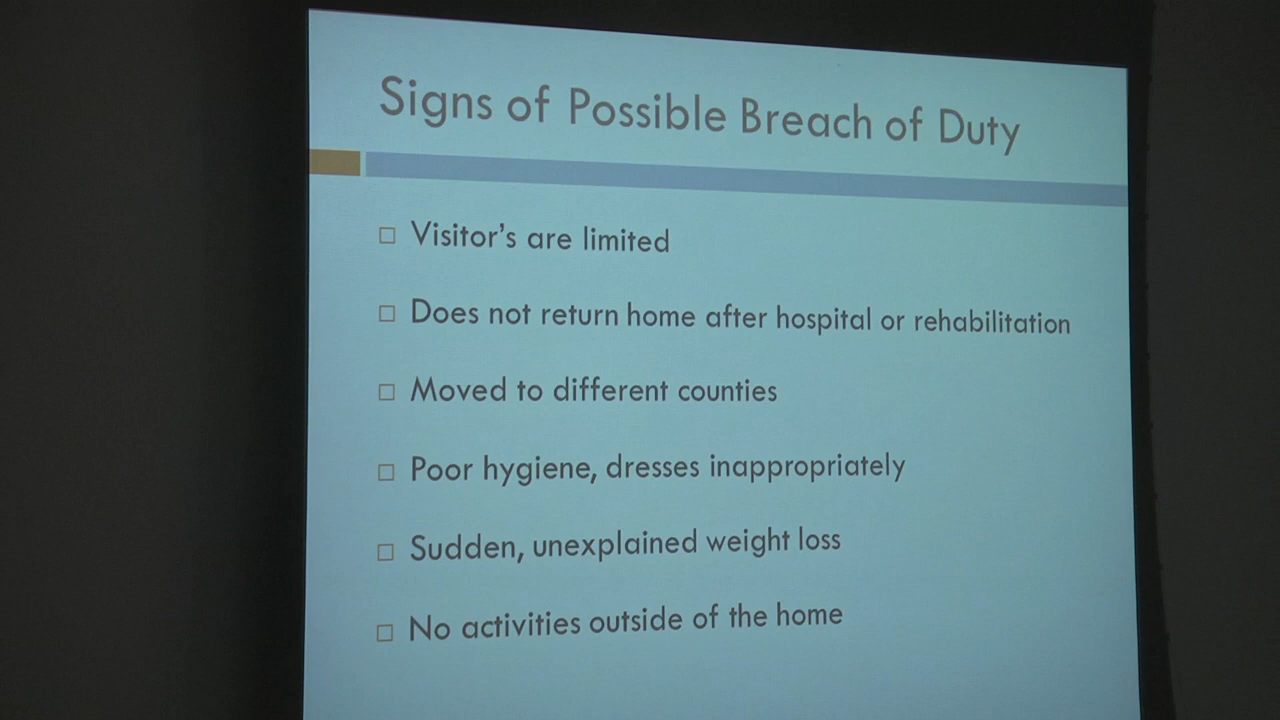 Signs of Possible Breach of Duty
Visitor's are limited
Does not return home after hospital or rehabilitation
Moved to different counties
Poor hygiene, dresses inappropriately
Sudden, unexplained weight loss
No activities outside of the home